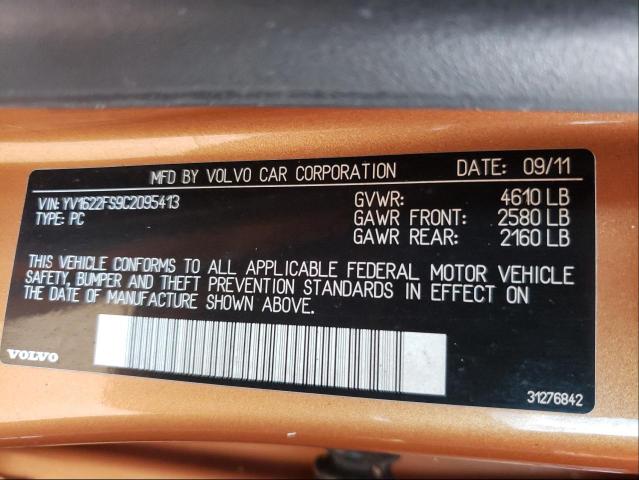 MFD BY VOLVO CAR CORPORATION DATE: 09/11
VIN: YV1622FS9C2095413 GVWR: 4610 LB
TYPE: PC GAWR FRONT: 2580 LB
GAWR REAR: 2160 LB
THIS VEHICLE CONFORMS TO ALL APPLICABLE FEDERAL MOTOR VEHICLE
SAFETY, BUMPER AND THEFT PREVENTION STANDARDS IN EFFECT ON
THE DATE OF MANUFACTURE SHOWN ABOVE.
VOLVO 31276842